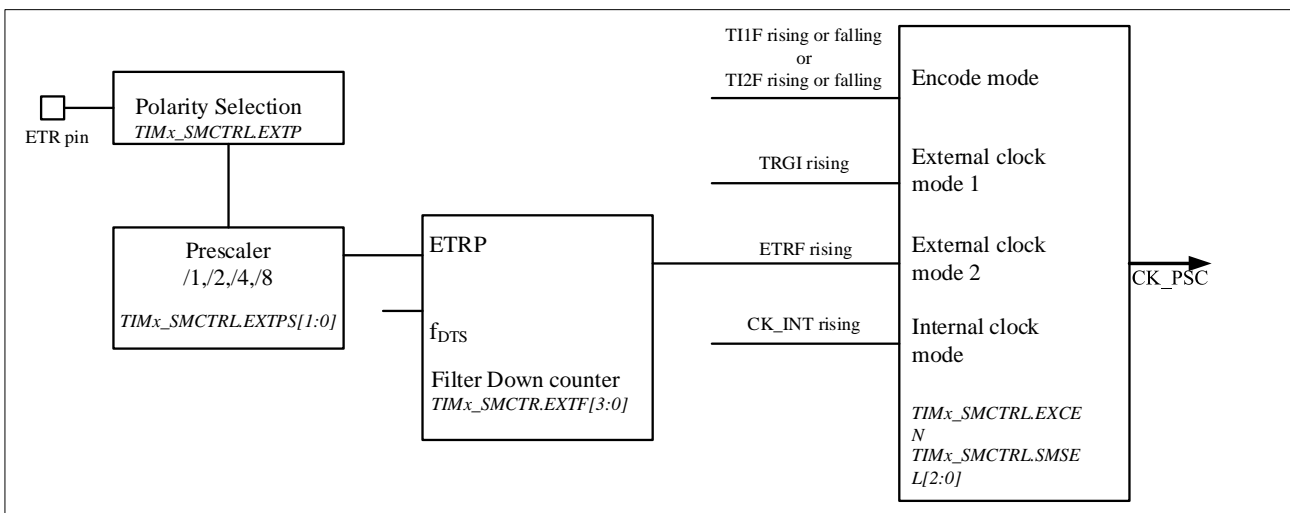 Polarity Selection
TIMx_SMCTRL.EXTP
ETR pin
Prescaler
/1,/2,/4,/8
TIMx_SMCTRL.EXTPS[1:0]
ETRP
fDTS
Filter Down counter
TIMx_SMCTR.EXTF[3:0]
TI1F rising or falling
or
TI2F rising or falling
TRGI rising
ETRF rising
CK_INT rising
Encode mode
External clock
mode 1
External clock
mode 2
Internal clock
mode
TIMx_SMCTRL.EXCE
N
TIMx_SMCTRL.SMSE
L[2:0]
CK_PSC